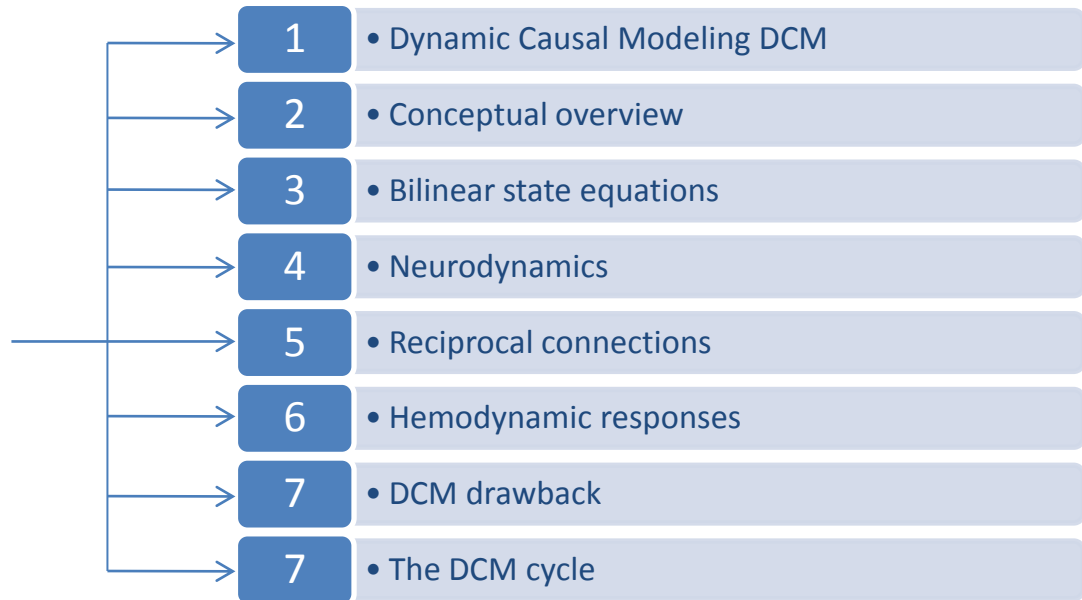 1 • Dynamic Causal Modeling DCM
2 • Conceptual overview
3 • Bilinear state equations
4 • Neurodynamics
5 • Reciprocal connections
6 • Hemodynamic responses
7 • DCM drawback
7 • The DCM cycle